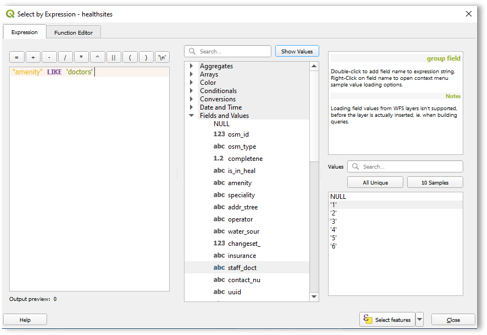 Select by Expression - healthsites
Expression
Function Editor
= + - / * ^ || ( ) '\n'
"amenity" LIKE 'doctors'
Output preview: 0
Search...
Show Values
Aggregates
Arrays
Color
Conditionals
Conversions
Date and Time
Fields and Values
NULL
123 osm_id
abc osm_type
1.2 completene
abc is_in_heal
abc amenity
abc speciality
abc addr_stree
abc operator
abc water_sour
123 changeset_
abc insurance
abc staff_doct
abc contact_nu
abc uuid
group field
Double-click to add field name to expression string.
Right-Click on field name to open context menu
sample value loading options.
Notes
Loading field values from WFS layers isn't supported,
before the layer is actually inserted, ie. when building
queries.
Values
Search...
All Unique
10 Samples
NULL
'1'
'2'
'3'
'4'
'5'
'6'
Help
Select features
Close